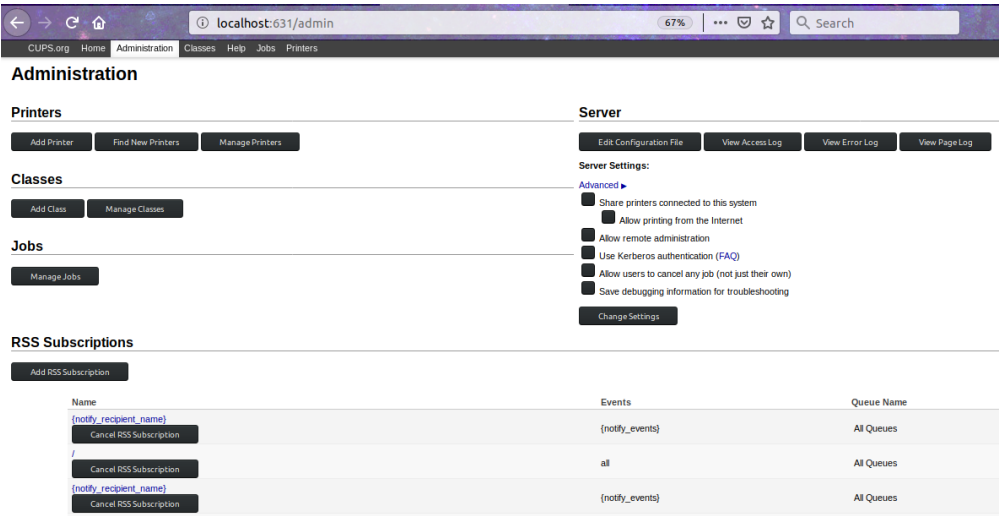 localhost:631/admin
67%
Search
CUPS.org Home Administration Classes Help Jobs Printers
Administration
Printers
Add Printer Find New Printers Manage Printers
Classes
Add Class Manage Classes
Jobs
Manage Jobs
Server
Edit Configuration File View Access Log View Error Log View Page Log
Server Settings:
Advanced ▶
Share printers connected to this system
Allow printing from the Internet
Allow remote administration
Use Kerberos authentication (FAQ)
Allow users to cancel any job (not just their own)
Save debugging information for troubleshooting
Change Settings
RSS Subscriptions
Add RSS Subscription
Name Events Queue Name
{notify_recipient_name}
Cancel RSS Subscription {notify_events} All Queues
/
Cancel RSS Subscription all All Queues
{notify_recipient_name}
Cancel RSS Subscription {notify_events} All Queues